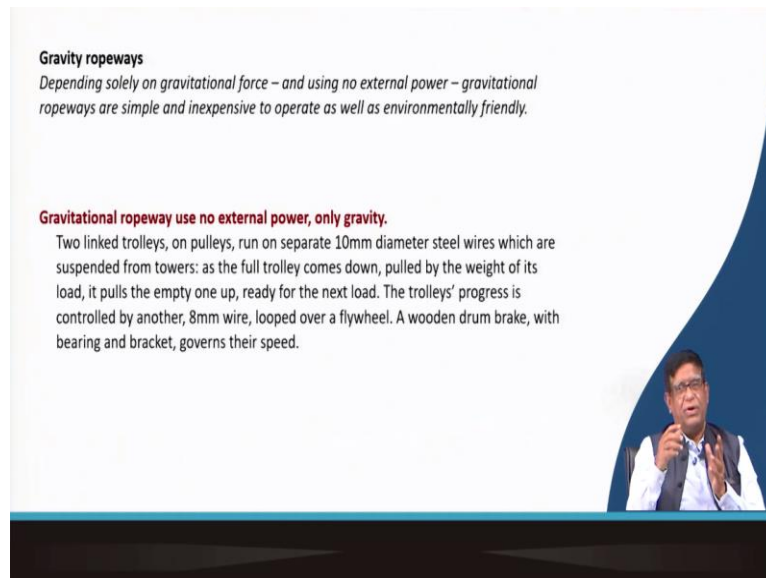 Gravity ropeways
Depending solely on gravitational force – and using no external power – gravitational
ropeways are simple and inexpensive to operate as well as environmentally friendly.
Gravitational ropeway use no external power, only gravity.
Two linked trolleys, on pulleys, run on separate 10mm diameter steel wires which are
suspended from towers: as the full trolley comes down, pulled by the weight of its
load, it pulls the empty one up, ready for the next load. The trolleys’ progress is
controlled by another, 8mm wire, looped over a flywheel. A wooden drum brake, with
bearing and bracket, governs their speed.